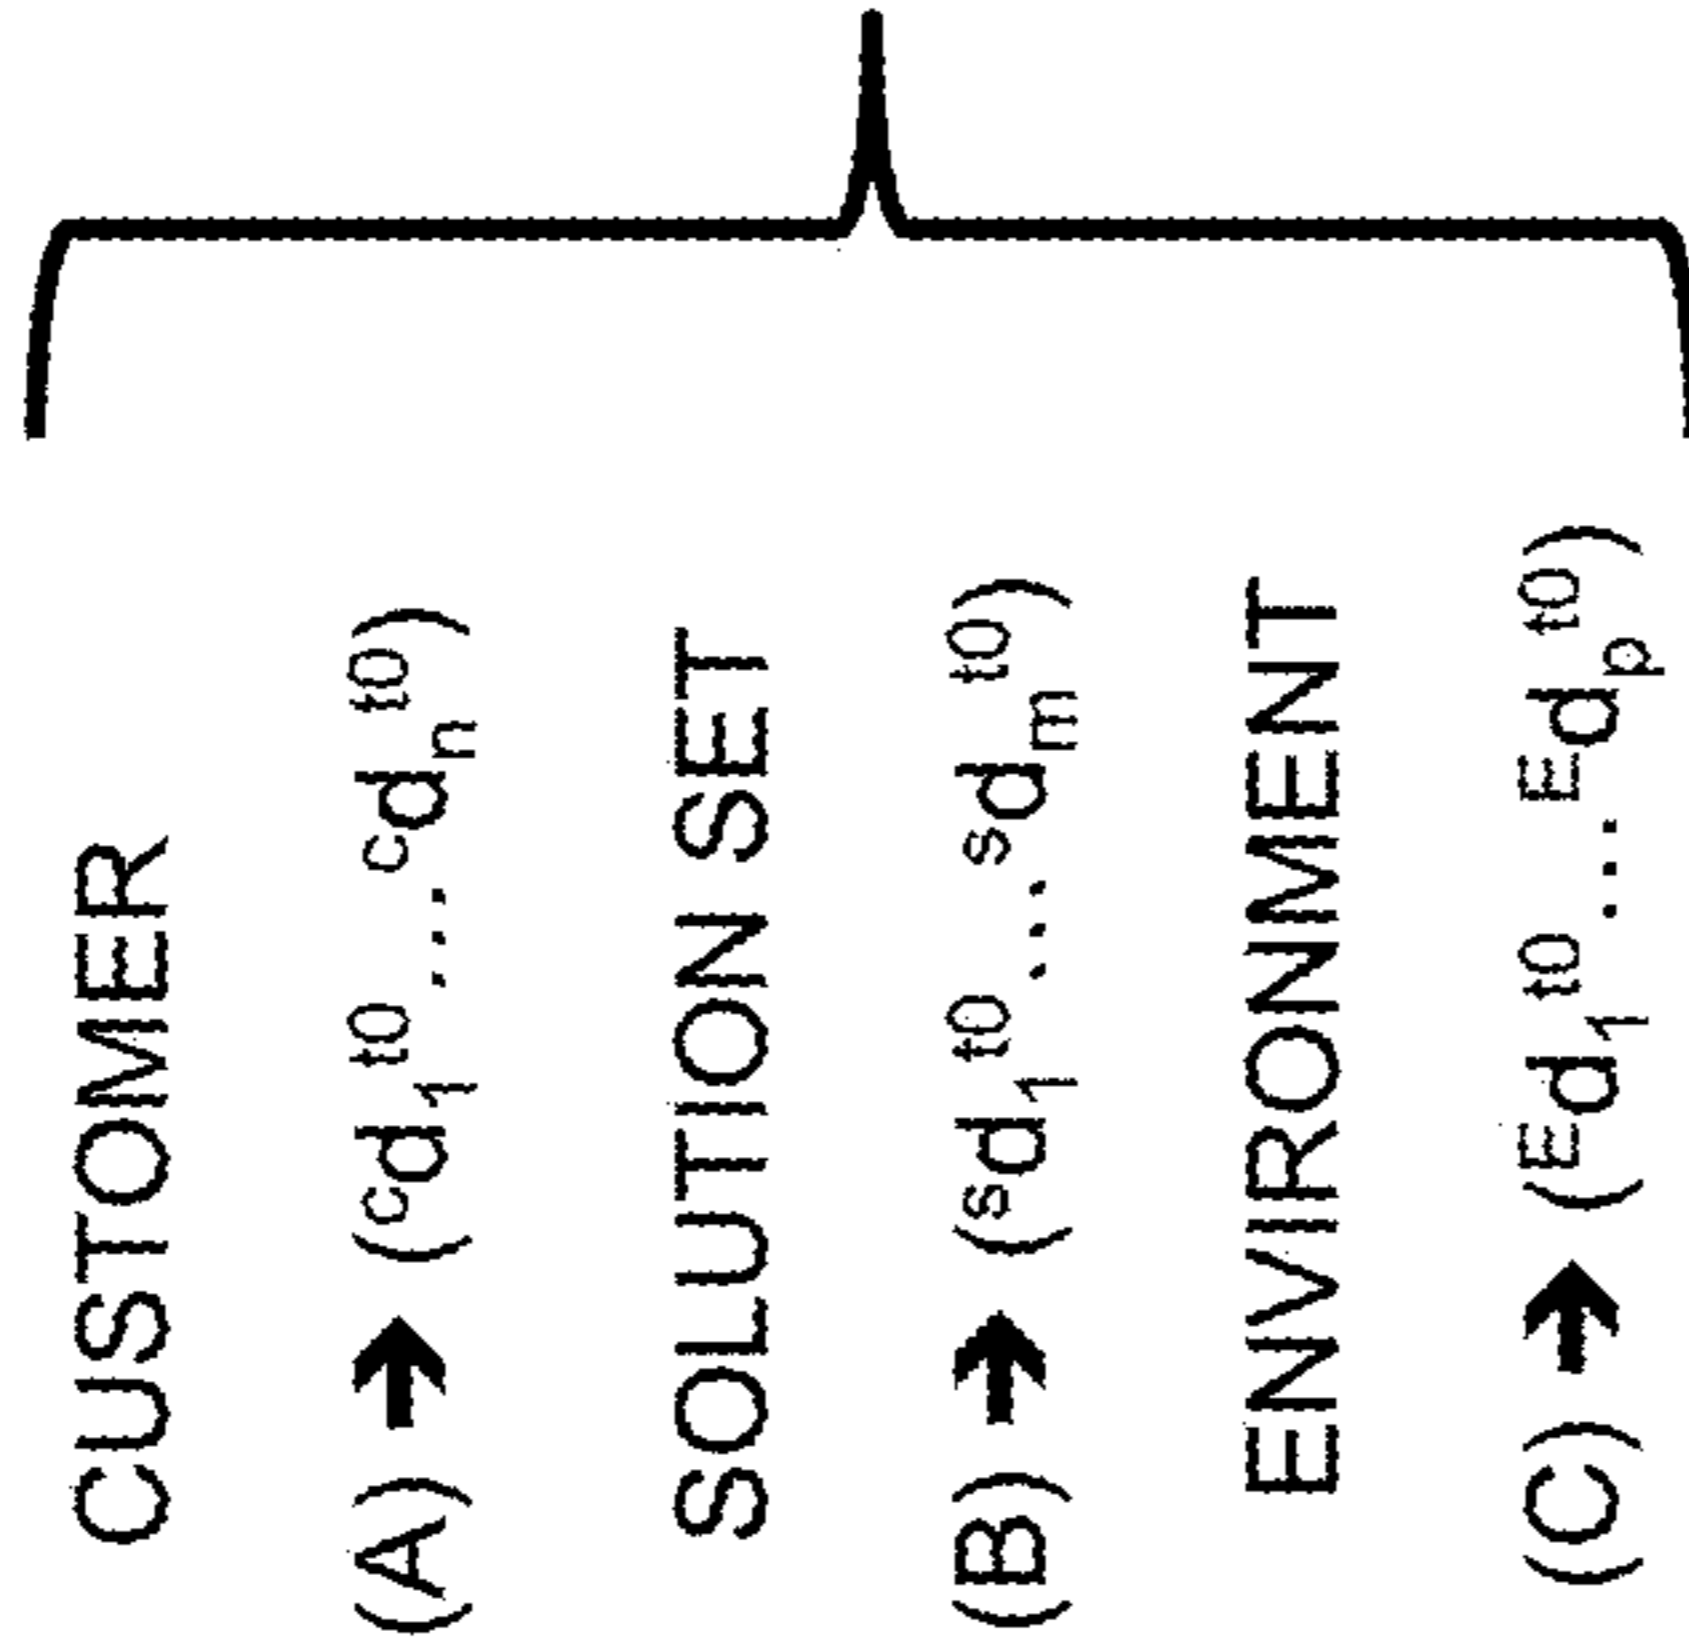 CUSTOMER
(A) → (ᶜd₁ᵗ⁰... ᶜdₙᵗ⁰)
SOLUTION SET
(B) → (ˢd₁ᵗ⁰... ˢdₘᵗ⁰)
ENVIRONMENT
(C) → (ᴱd₁ᵗ⁰... ᴱdₚᵗ⁰)